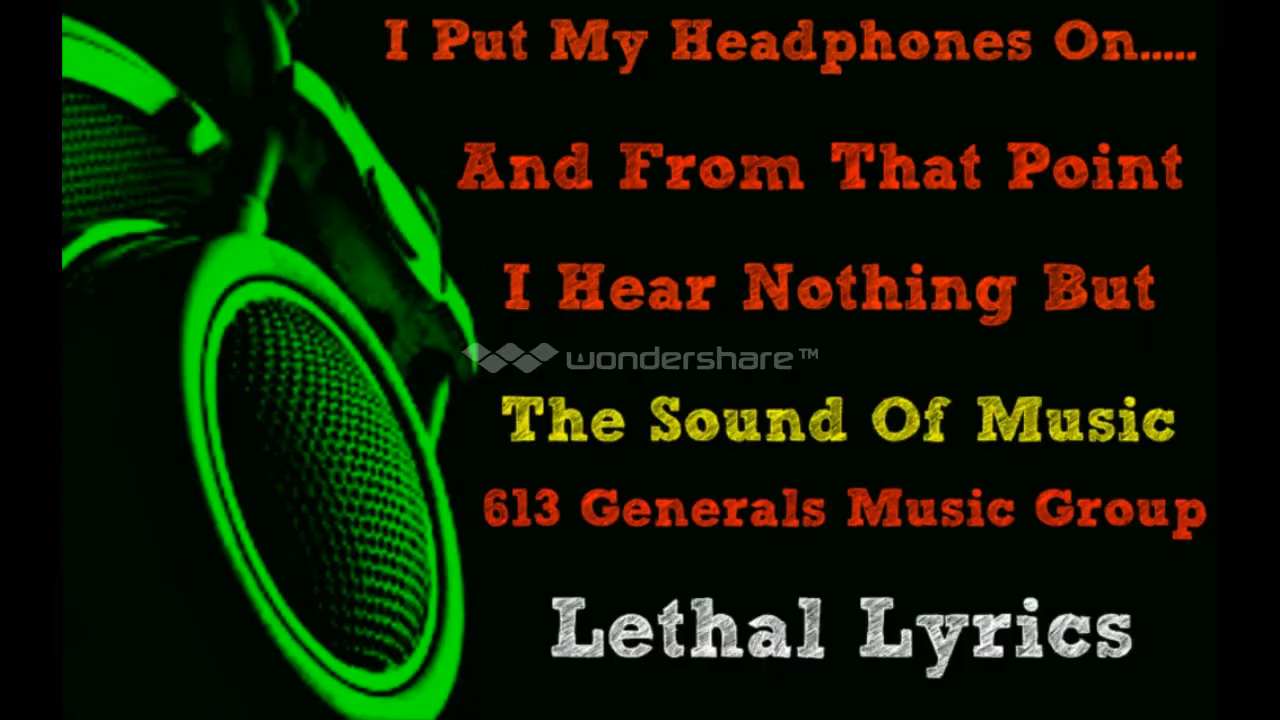 I Put My Headphones On.....
And From That Point
I Hear Nothing But
wondershare™
The Sound Of Music
613 Generals Music Group
Lethal Lyrics